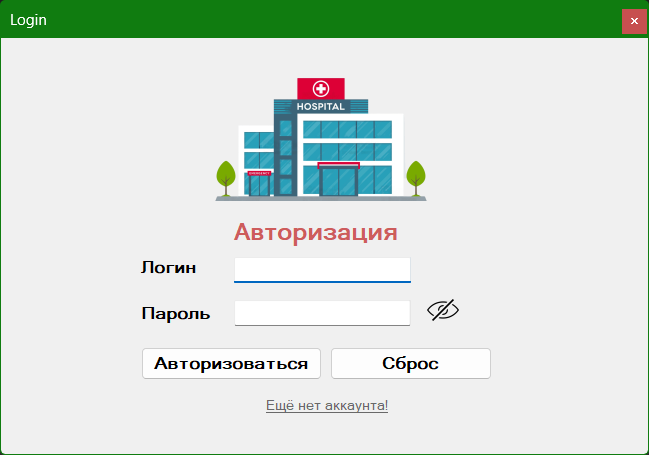 Login
HOSPITAL
Авторизация
Логин
Пароль
Авторизоваться
Сброс
Ещё нет аккаунта!